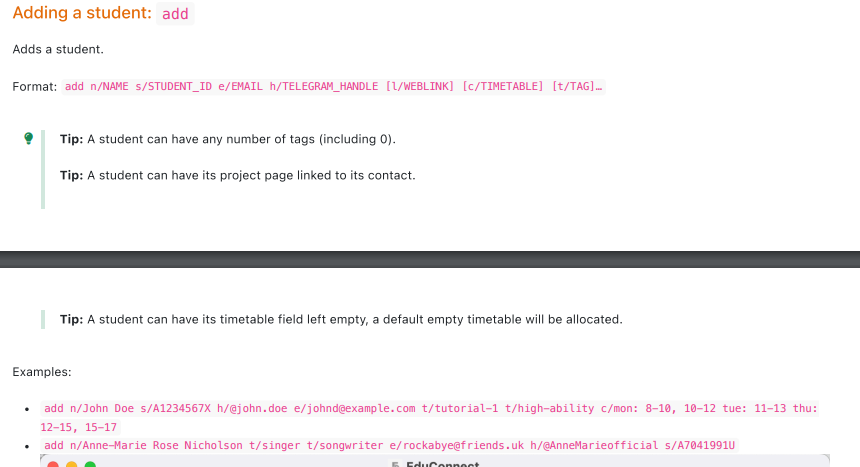 Adding a student: add
Adds a student.
Format: add n/NAME s/STUDENT_ID e/EMAIL h/TELEGRAM_HANDLE [l/WEBLINK] [c/TIMETABLE] [t/TAG]…
Tip: A student can have any number of tags (including 0).
Tip: A student can have its project page linked to its contact.
Tip: A student can have its timetable field left empty, a default empty timetable will be allocated.
Examples:
• add n/John Doe s/A1234567X h/@john.doe e/johnd@example.com t/tutorial-1 t/high-ability c/mon: 8-10, 10-12 tue: 11-13 thu:
12-15, 15-17
• add n/Anne-Marie Rose Nicholson t/singer t/songwriter e/rockabye@friends.uk h/@AnneMarieofficial s/A7041991U
EduConnect